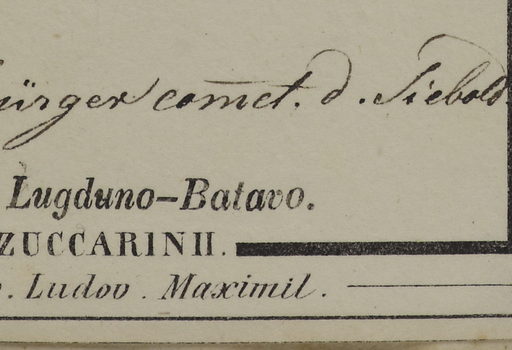 ürger comct. d. Siebold.
Lugduno-Batavo.
ZUCCARINII.
. Ludov. Maximil.